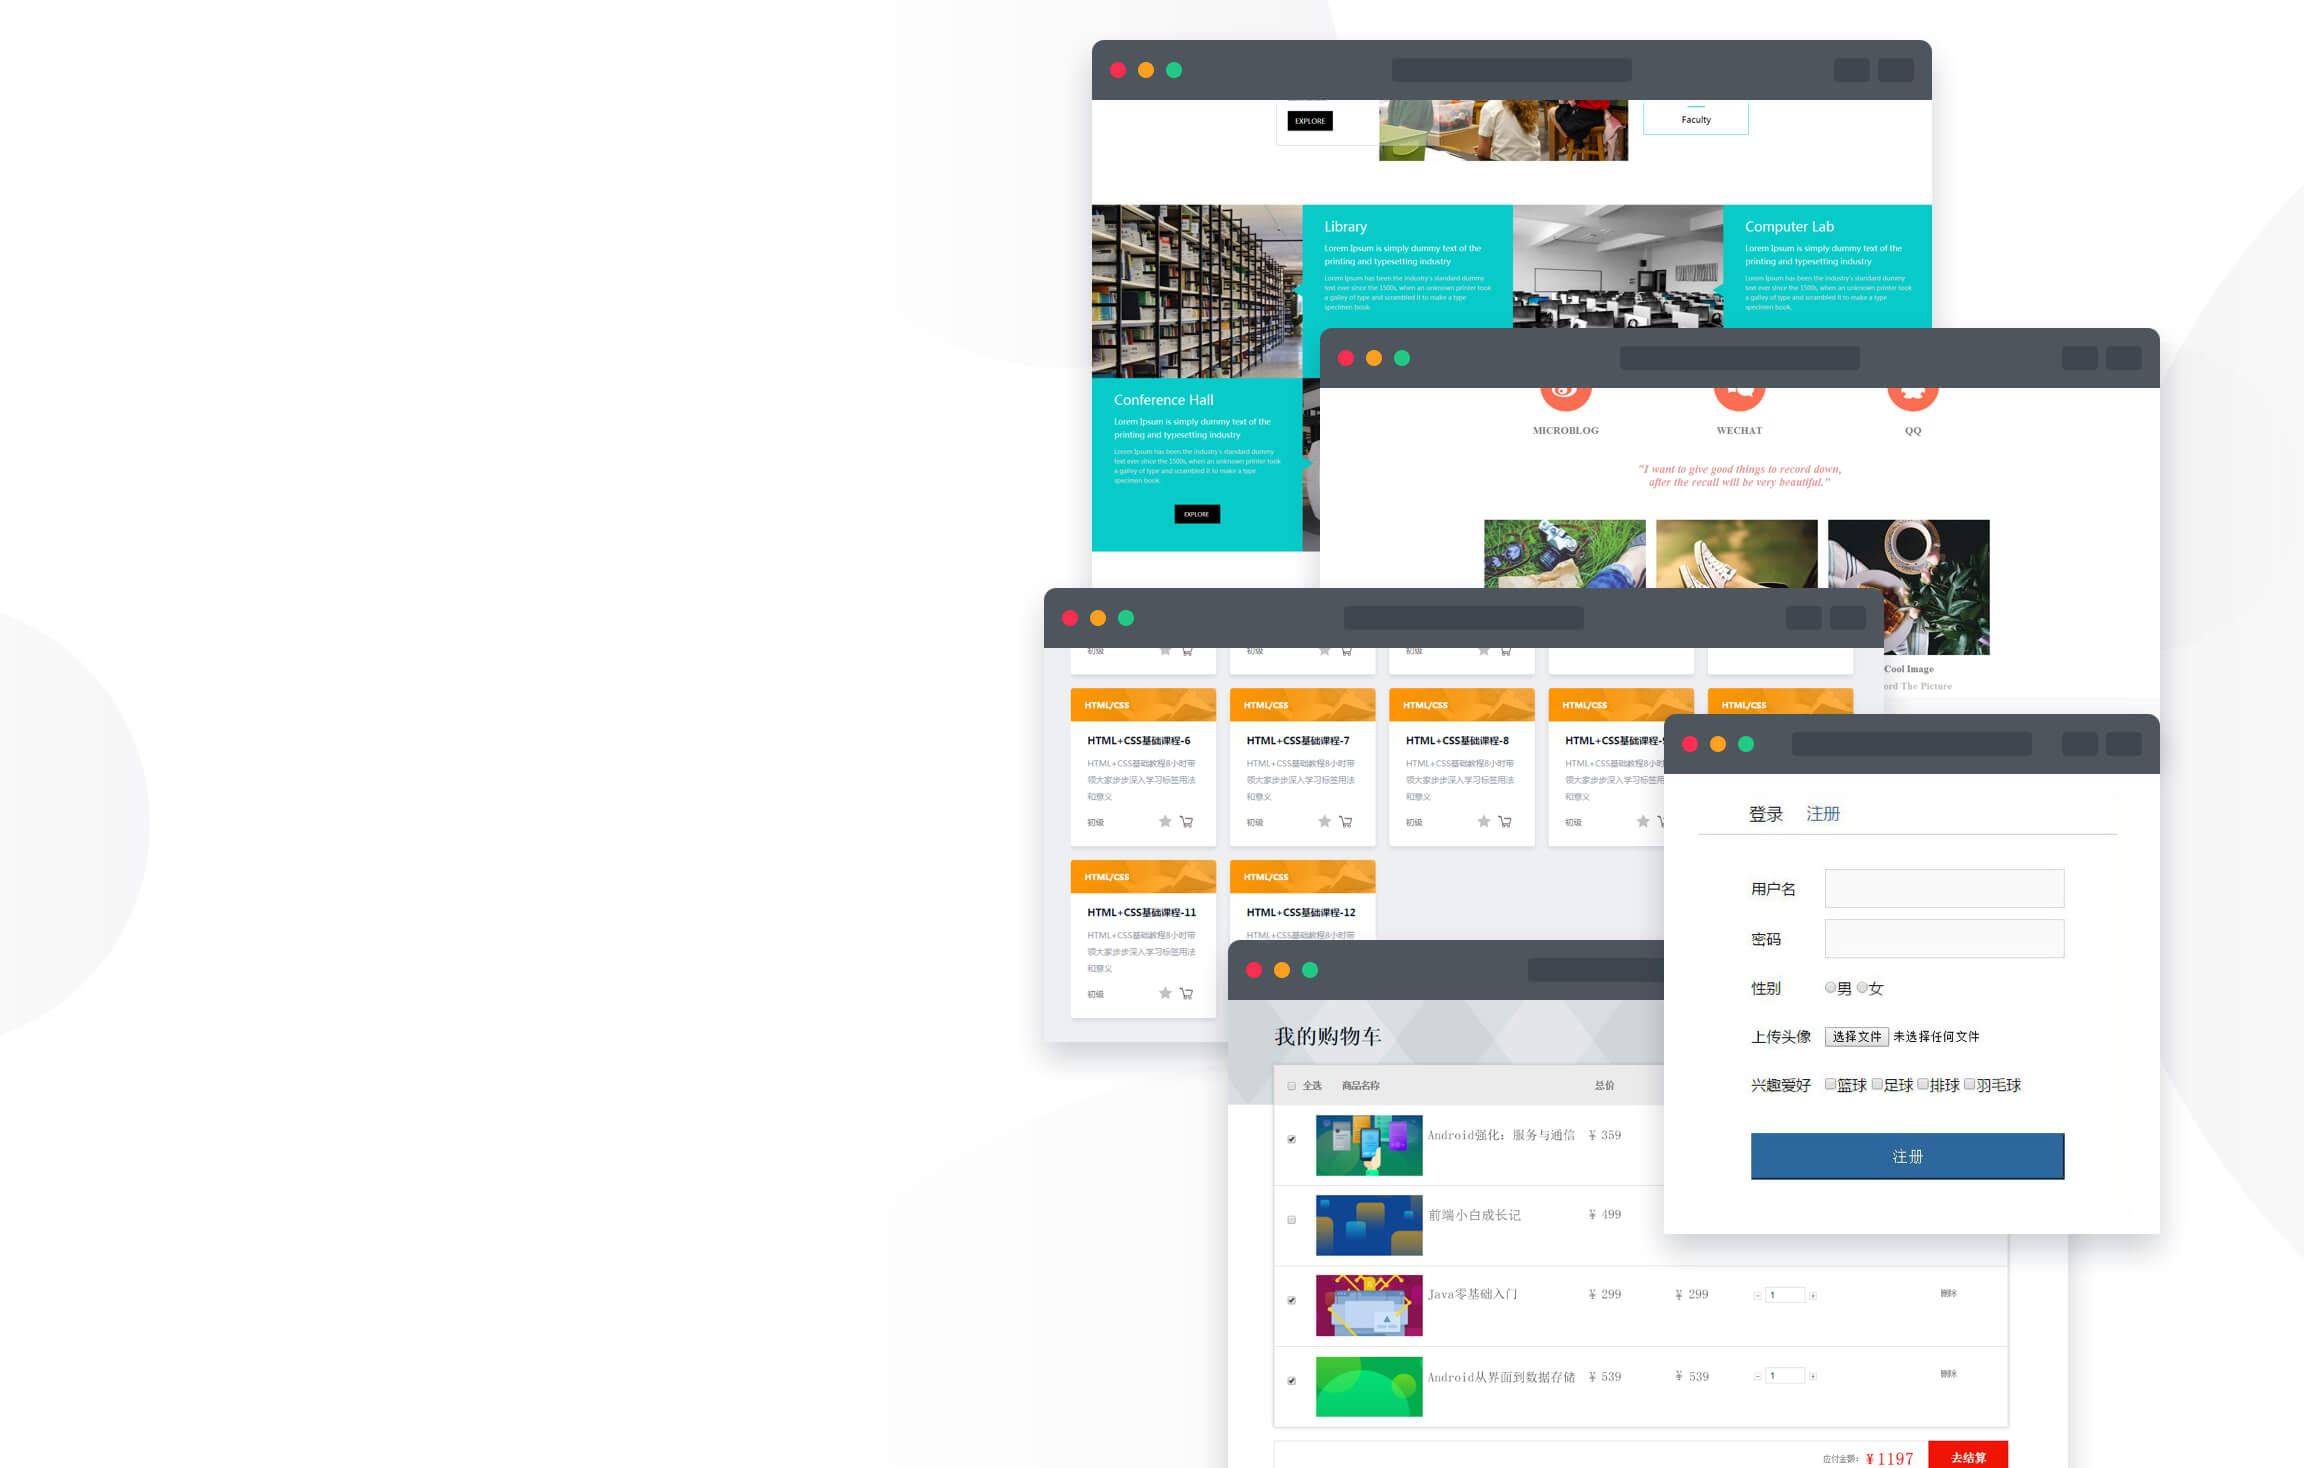 EXPLORE
Faculty
Library
Lorem Ipsum is simply dummy text of the
printing and typesetting industry
Lorem Ipsum has been the industry's standard dummy
text ever since the 1500s, when an unknown printer took
a galley of type and scrambled it to make a type
specimen book.
Computer Lab
Lorem Ipsum is simply dummy text of the
printing and typesetting industry
Lorem Ipsum has been the industry's standard dummy
text ever since the 1500s, when an unknown printer took
a galley of type and scrambled it to make a type
specimen book.
Conference Hall
Lorem Ipsum is simply dummy text of the
printing and typesetting industry
Lorem Ipsum has been the industry's standard dummy
text ever since the 1500s, when an unknown printer took
a galley of type and scrambled it to make a type
specimen book.
EXPLORE
MICROBLOG
WECHAT
QQ
"I want to give good things to record down,
after the recall will be very beautiful."
Cool Image
ord The Picture
初级
初级
初级
HTML/CSS
HTML+CSS基础课程-6
HTML+CSS基础教程8小时带
领大家步步深入学习标签用法
和意义
初级
HTML/CSS
HTML+CSS基础课程-7
HTML+CSS基础教程8小时带
领大家步步深入学习标签用法
和意义
初级
HTML/CSS
HTML+CSS基础课程-8
HTML+CSS基础教程8小时带
领大家步步深入学习标签用法
和意义
初级
HTML/CSS
HTML+CSS基础课程-9
HTML+CSS基础教程8小时
领大家步步深入学习标签用
和意义
初级
HTML/CSS
HTML/CSS
HTML+CSS基础课程-11
HTML+CSS基础教程8小时带
领大家步步深入学习标签用法
和意义
初级
HTML/CSS
HTML+CSS基础课程-12
HTML+CSS基础教程8小时带
登录 注册
用户名
密码
性别 男 女
上传头像 选择文件 未选择任何文件
兴趣爱好 篮球 足球 排球 羽毛球
注册
我的购物车
全选 商品名称 总价
Android强化：服务与通信 ¥ 359
前端小白成长记 ¥ 499
Java零基础入门 ¥ 299 ¥ 299 - 1 + 删除
Android从界面到数据存储 ¥ 539 ¥ 539 - 1 + 删除
应付金额： ¥1197 去结算